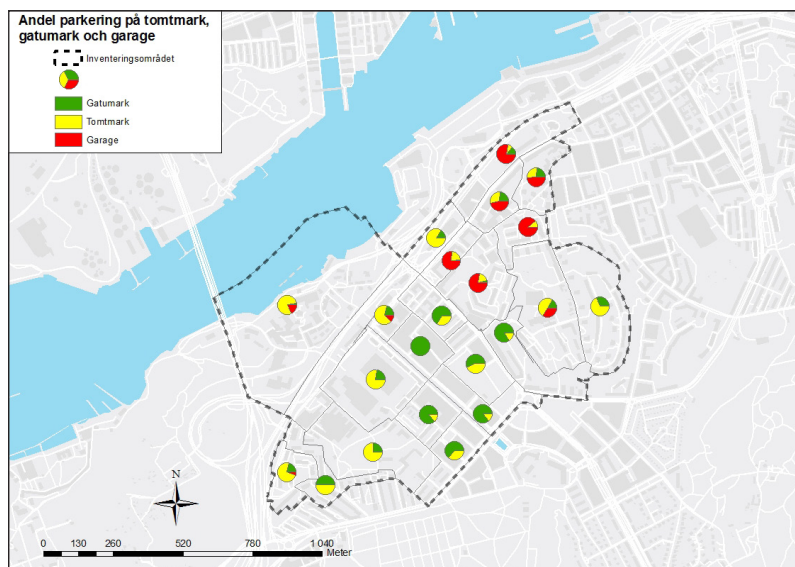 Andel parkering på tomtmark,
gatumark och garage
Inventeringsområdet
Gatumark
Tomtmark
Garage
N
0 130 260 520 780 1 040
Meter